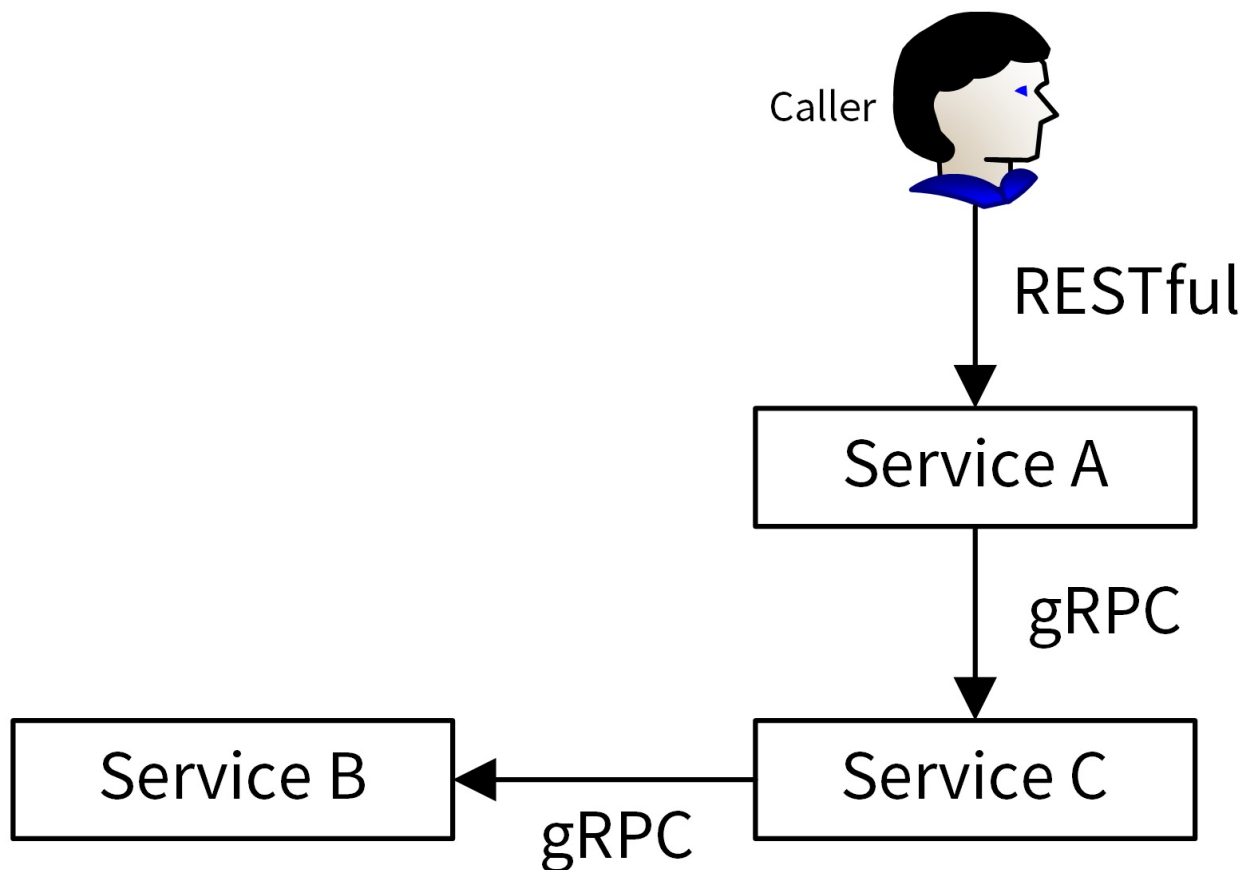 Caller
RESTful
Service A
gRPC
Service B
gRPC
Service C